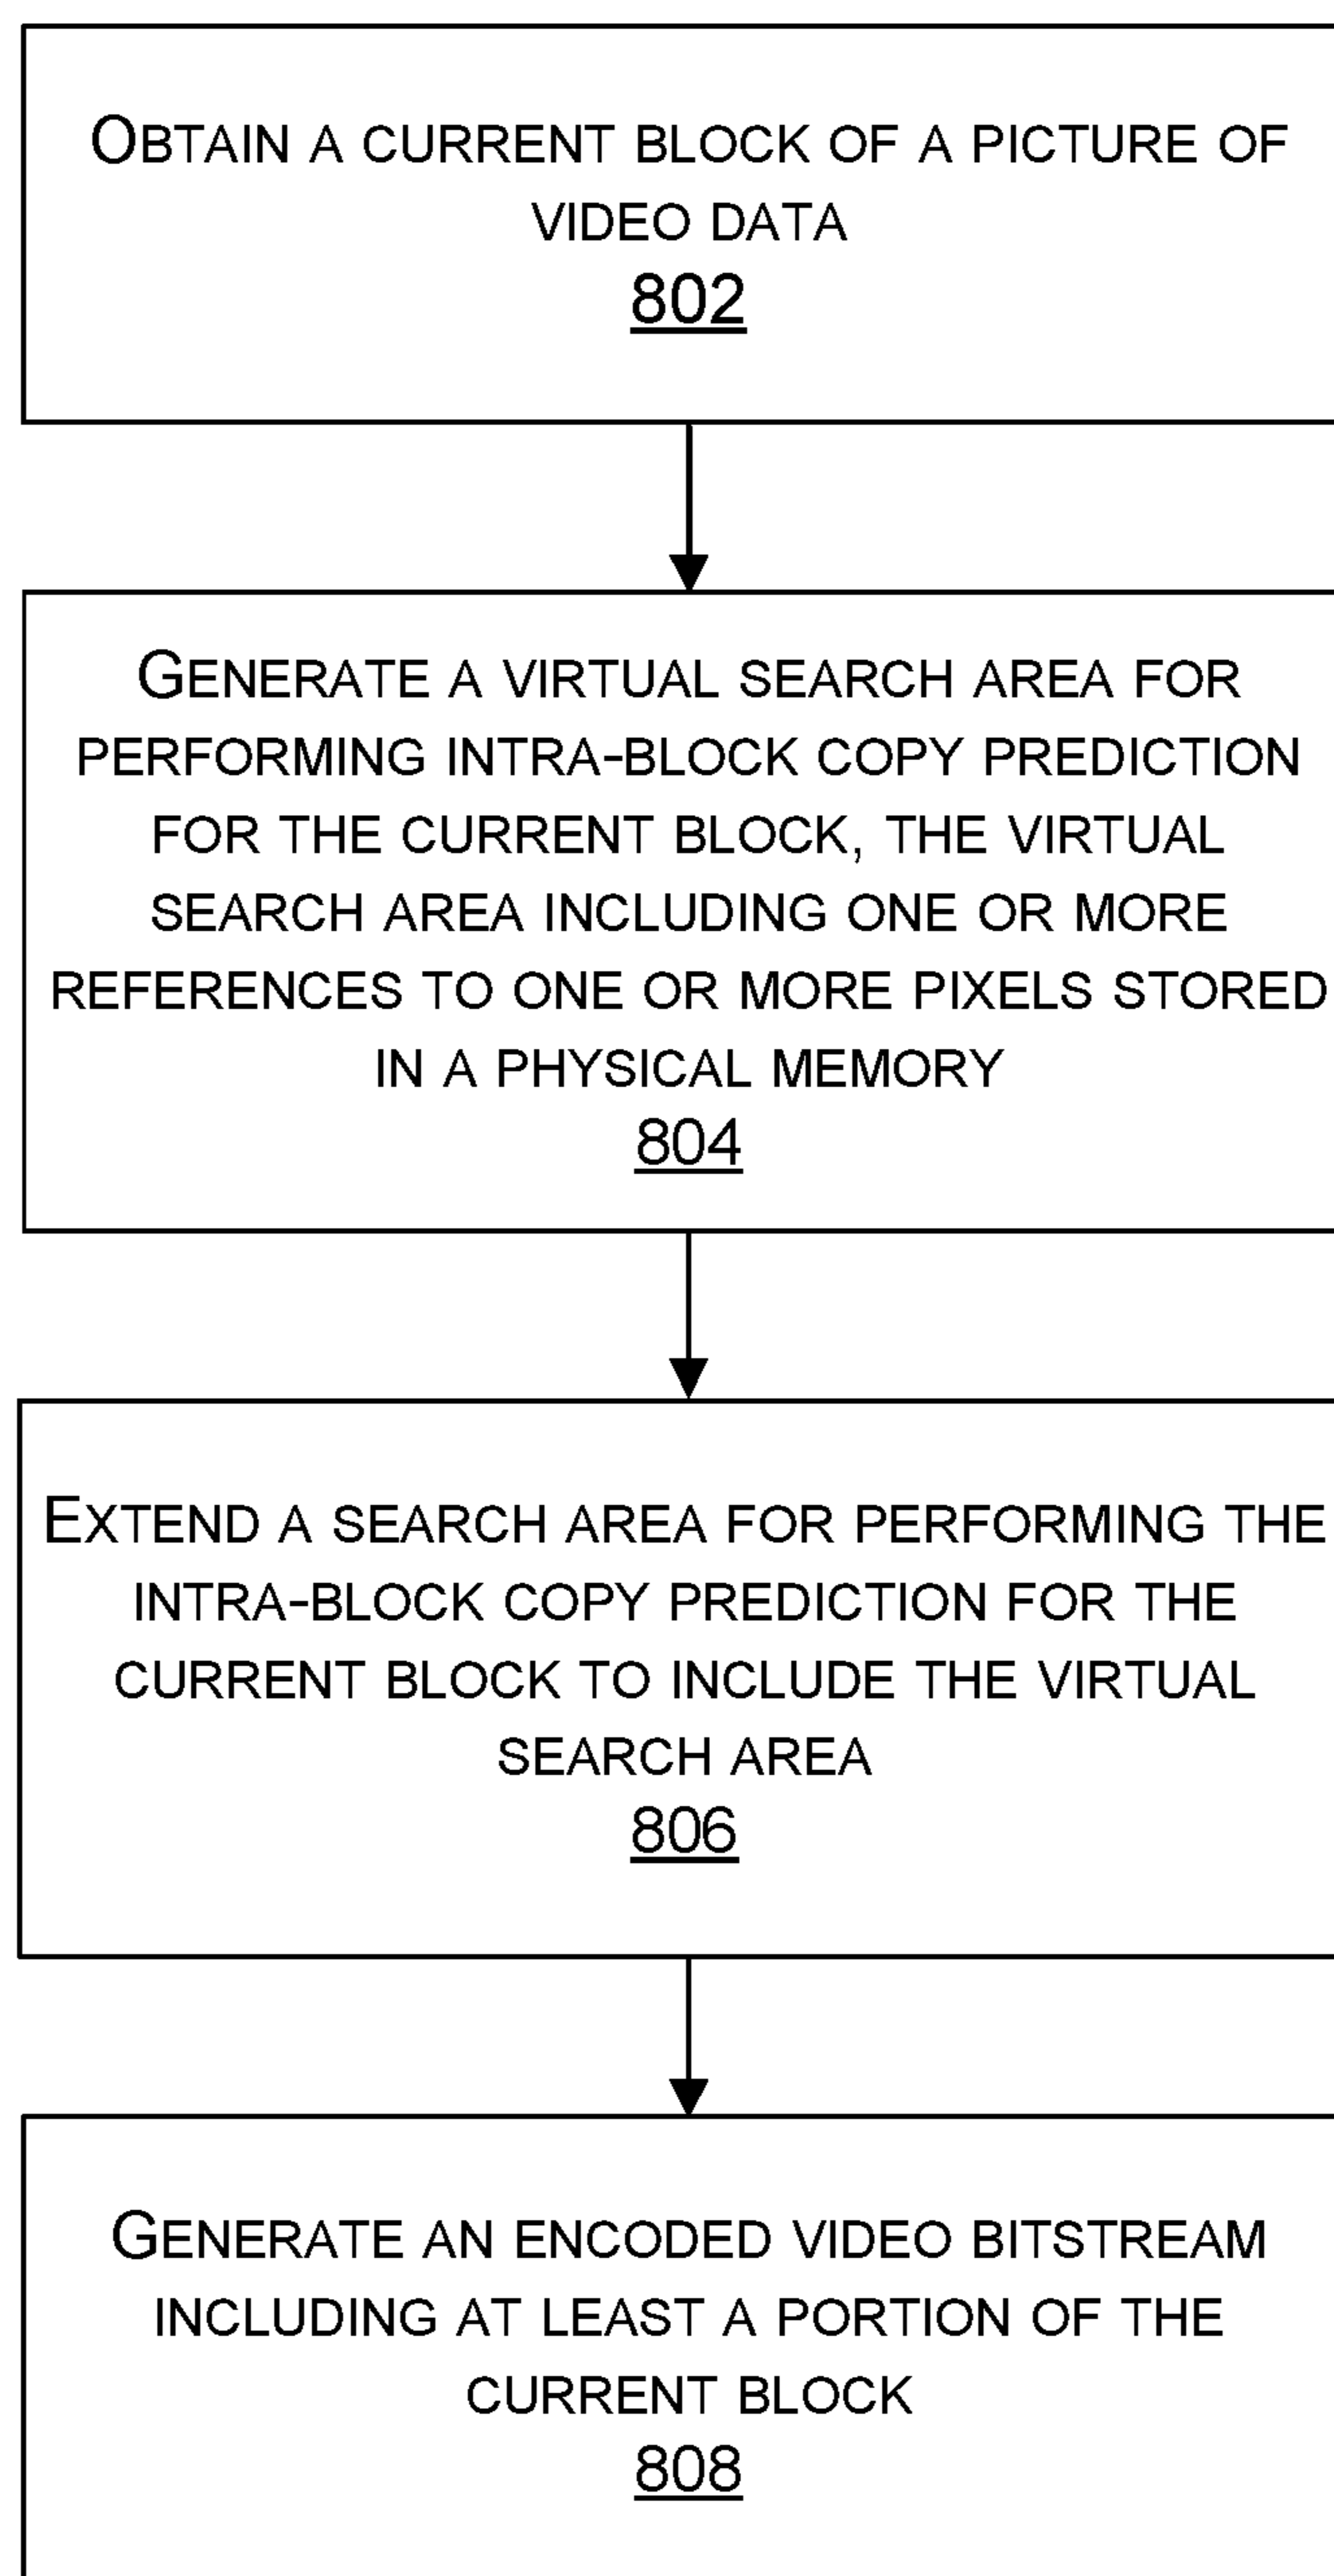 OBTAIN A CURRENT BLOCK OF A PICTURE OF
VIDEO DATA
802
GENERATE A VIRTUAL SEARCH AREA FOR
PERFORMING INTRA-BLOCK COPY PREDICTION
FOR THE CURRENT BLOCK, THE VIRTUAL
SEARCH AREA INCLUDING ONE OR MORE
REFERENCES TO ONE OR MORE PIXELS STORED
IN A PHYSICAL MEMORY
804
EXTEND A SEARCH AREA FOR PERFORMING THE
INTRA-BLOCK COPY PREDICTION FOR THE
CURRENT BLOCK TO INCLUDE THE VIRTUAL
SEARCH AREA
806
GENERATE AN ENCODED VIDEO BITSTREAM
INCLUDING AT LEAST A PORTION OF THE
CURRENT BLOCK
808